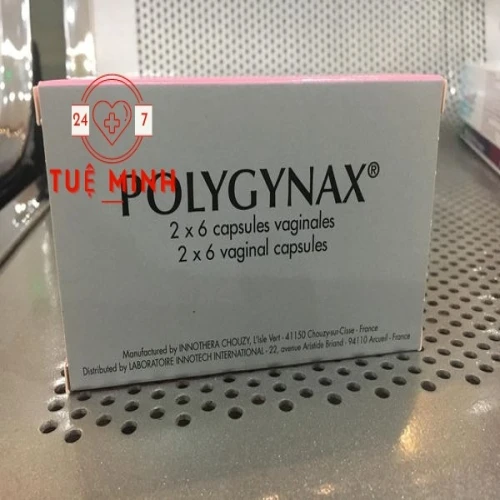 24 7
TUỆ MINH
POLYGYNAX®
2 x 6 capsules vaginales
2 x 6 vaginal capsules
Manufactured by INNOTHERA CHOUZY, L'isle Vert - 41150 Chouzy-sur-Cisse - France
Distributed by LABORATOIRE INNOTECH INTERNATIONAL - 22, avenue Aristide Briand - 94110 Arcueil - France